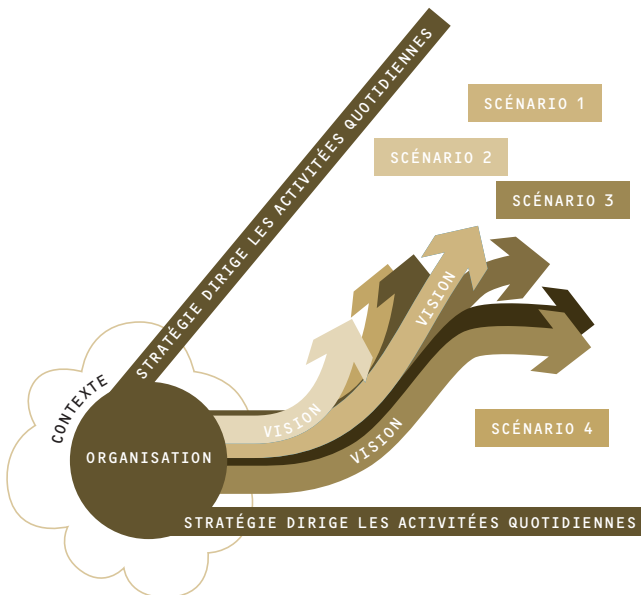 STRATÉGIE DIRIGE LES ACTIVITÉES QUOTIDIENNES
SCÉNARIO 1
SCÉNARIO 2
SCÉNARIO 3
VISION
CONTEXTE
VISION
VISION
SCÉNARIO 4
ORGANISATION
STRATÉGIE DIRIGE LES ACTIVITÉES QUOTIDIENNES